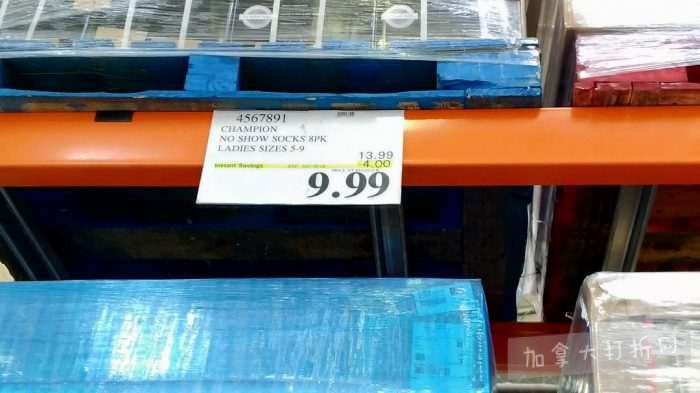 4567891
CHAMPION
NO SHOW SOCKS 8PK
LADIES SIZES 5-9
13.99
Instant Savings 4.00
9.99
加拿大打折网